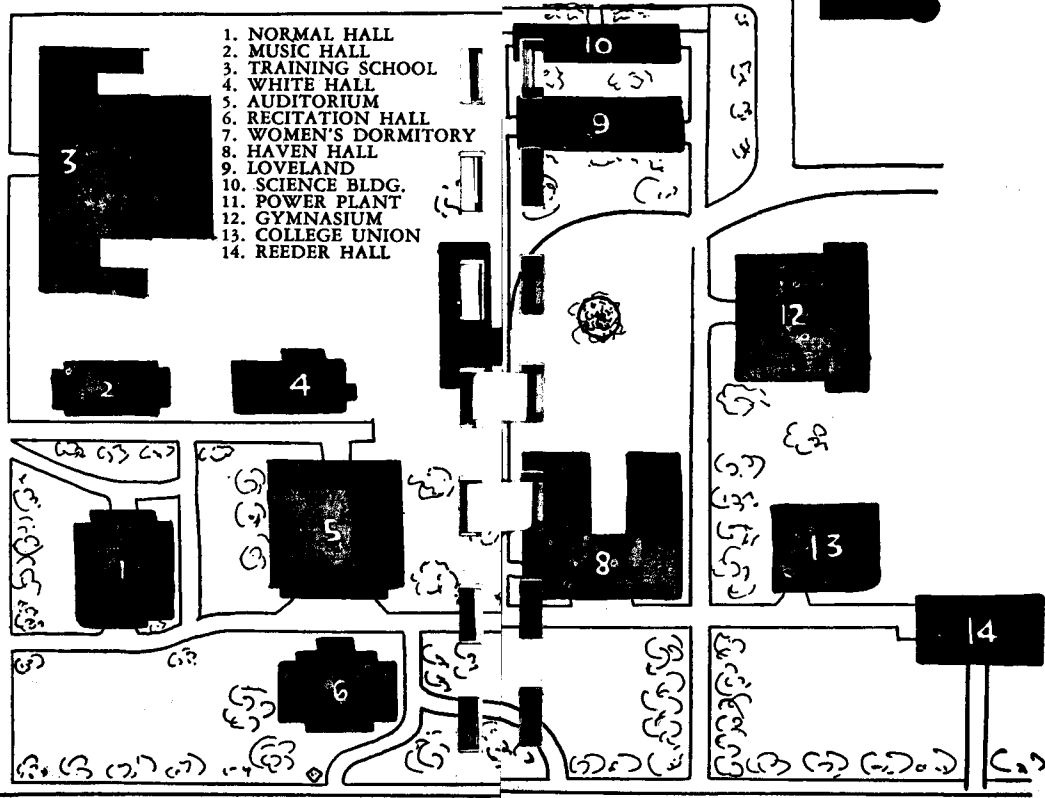 1. NORMAL HALL
2. MUSIC HALL
3. TRAINING SCHOOL
4. WHITE HALL
5. AUDITORIUM
6. RECITATION HALL
7. WOMEN'S DORMITORY
8. HAVEN HALL
9. LOVELAND
10. SCIENCE BLDG.
11. POWER PLANT
12. GYMNASIUM
13. COLLEGE UNION
14. REEDER HALL
10
9
3
12
2
4
5
13
1
8
14
6